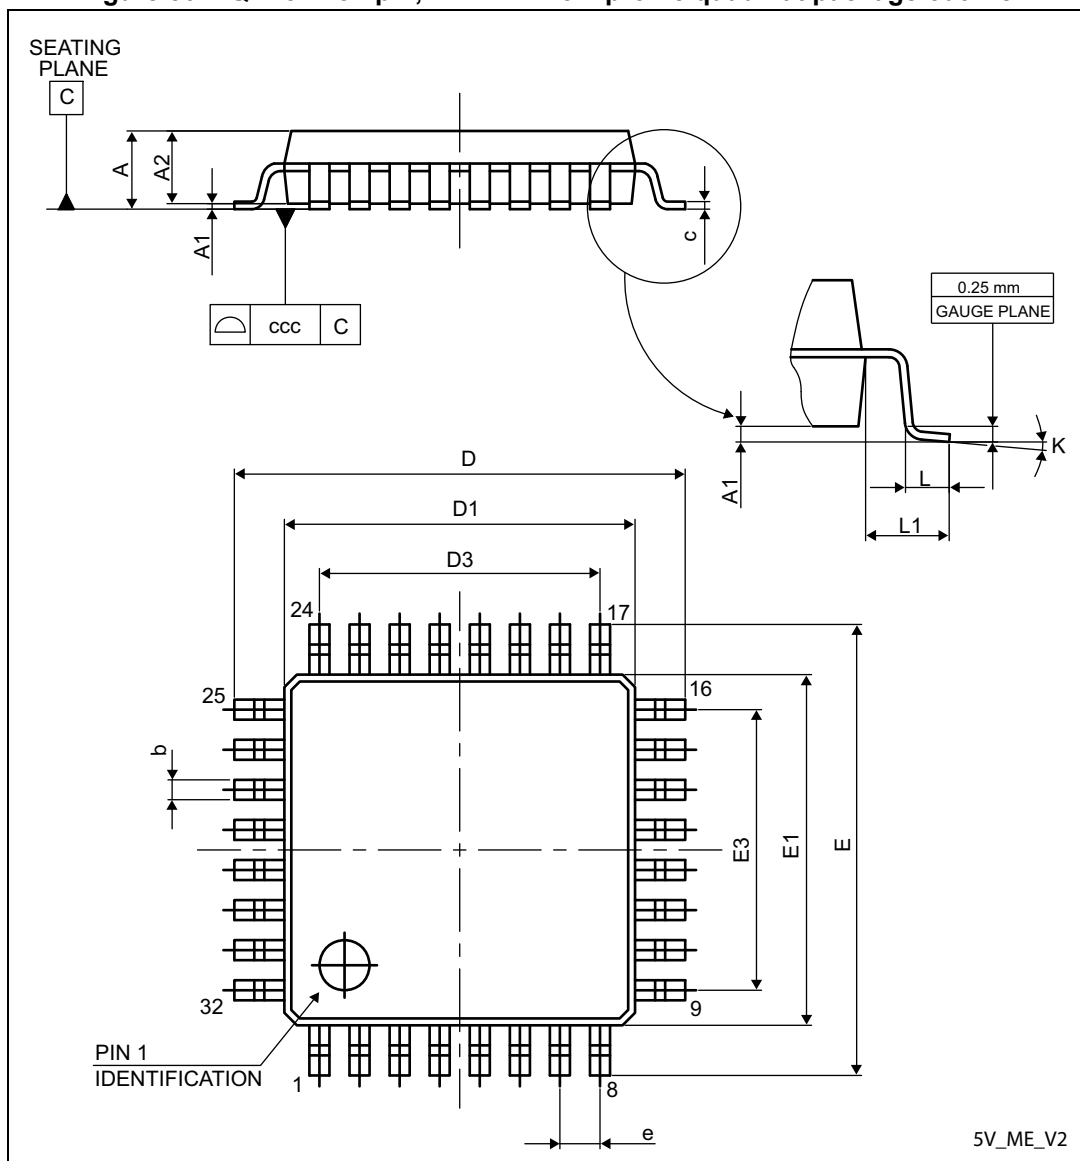 SEATING
PLANE
C
A
A2
A1
c
ccc C
0.25 mm
GAUGE PLANE
A1
L
L1
K
D
D1
D3
24
17
25
16
b
E3
E1
E
32
9
PIN 1
IDENTIFICATION
1
8
e
5V_ME_V2